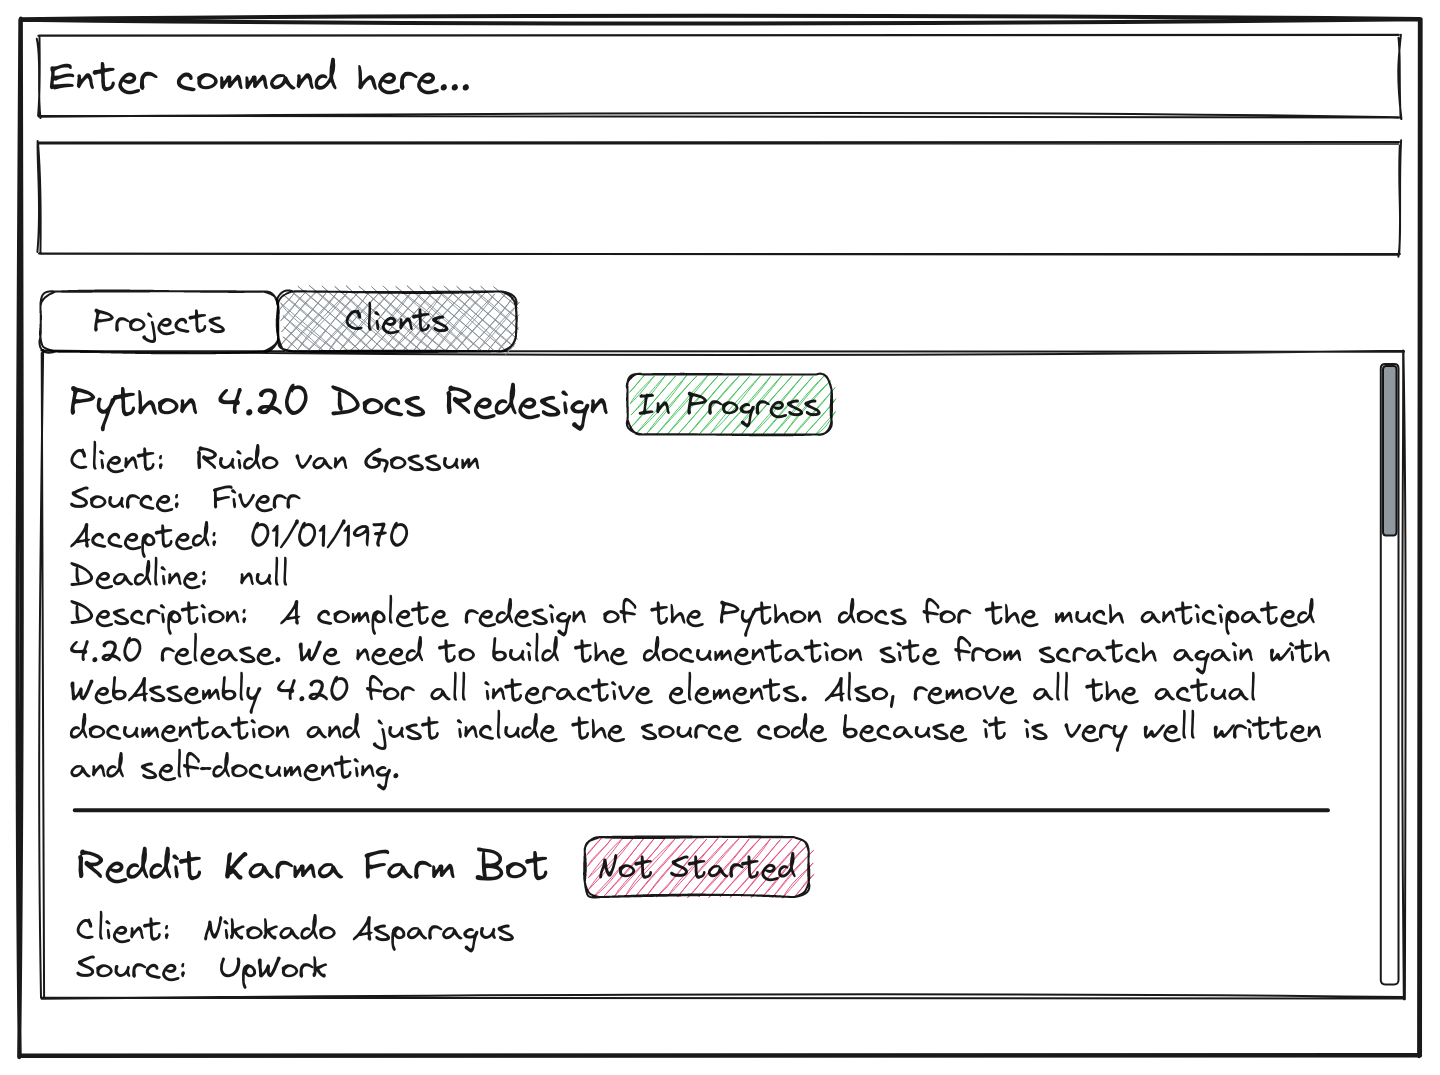 Enter command here...
Projects
Clients
Python 4.20 Docs Redesign
In Progress
Client: Ruido van Gossum
Source: Fiverr
Accepted: 01/01/1970
Deadline: null
Description: A complete redesign of the Python docs for the much anticipated
4.20 release. We need to build the documentation site from scratch again with
WebAssembly 4.20 for all interactive elements. Also, remove all the actual
documentation and just include the source code because it is very well written
and self-documenting.
Reddit Karma Farm Bot
Not Started
Client: Nikokado Asparagus
Source: UpWork